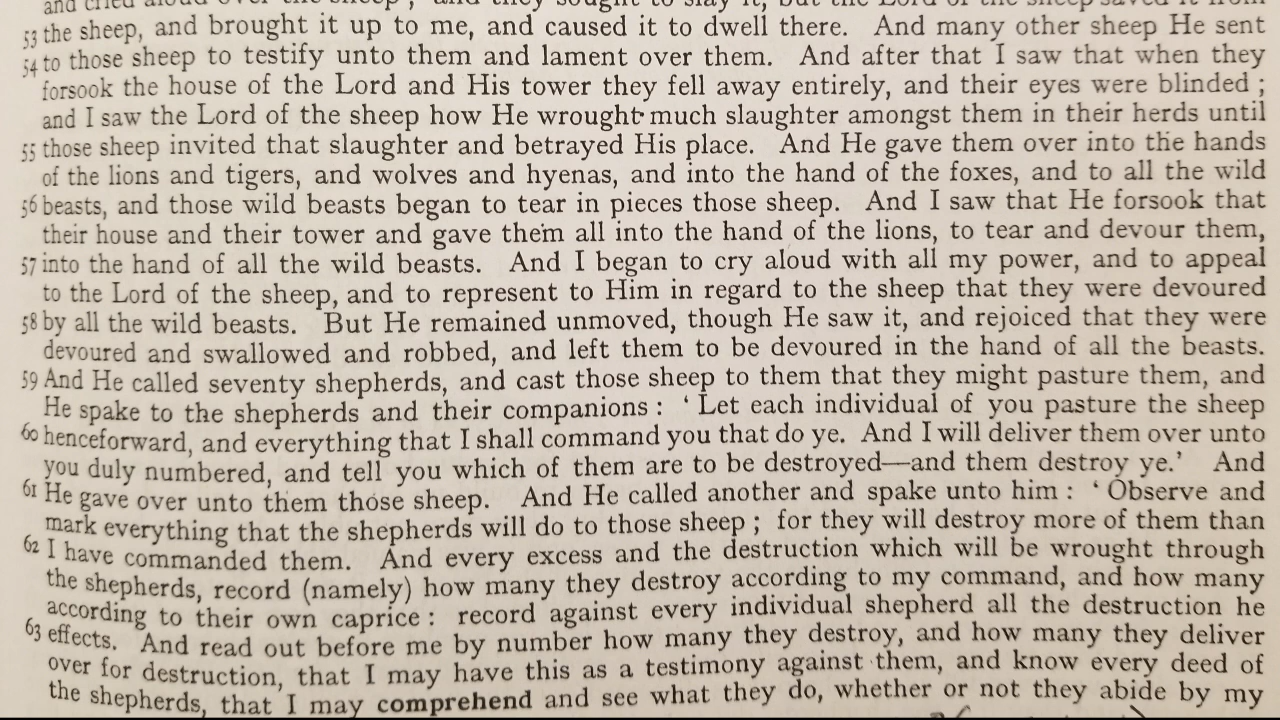 and cried aloud over the sheep ; and they sought to slay it, but the Lord of the sheep saved it from
53 the sheep, and brought it up to me, and caused it to dwell there. And many other sheep He sent
54 to those sheep to testify unto them and lament over them. And after that I saw that when they
forsook the house of the Lord and His tower they fell away entirely, and their eyes were blinded ;
and I saw the Lord of the sheep how He wrought much slaughter amongst them in their herds until
55 those sheep invited that slaughter and betrayed His place. And He gave them over into the hands
of the lions and tigers, and wolves and hyenas, and into the hand of the foxes, and to all the wild
56 beasts, and those wild beasts began to tear in pieces those sheep. And I saw that He forsook that
their house and their tower and gave them all into the hand of the lions, to tear and devour them,
57 into the hand of all the wild beasts. And I began to cry aloud with all my power, and to appeal
to the Lord of the sheep, and to represent to Him in regard to the sheep that they were devoured
58 by all the wild beasts. But He remained unmoved, though He saw it, and rejoiced that they were
devoured and swallowed and robbed, and left them to be devoured in the hand of all the beasts.
59 And He called seventy shepherds, and cast those sheep to them that they might pasture them, and
He spake to the shepherds and their companions : ‘ Let each individual of you pasture the sheep
60 henceforward, and everything that I shall command you that do ye. And I will deliver them over unto
you duly numbered, and tell you which of them are to be destroyed—and them destroy ye.’ And
61 He gave over unto them those sheep. And He called another and spake unto him : ‘ Observe and
mark everything that the shepherds will do to those sheep ; for they will destroy more of them than
62 I have commanded them. And every excess and the destruction which will be wrought through
the shepherds, record (namely) how many they destroy according to my command, and how many
according to their own caprice : record against every individual shepherd all the destruction he
63 effects. And read out before me by number how many they destroy, and how many they deliver
over for destruction, that I may have this as a testimony against them, and know every deed of
the shepherds, that I may comprehend and see what they do, whether or not they abide by my